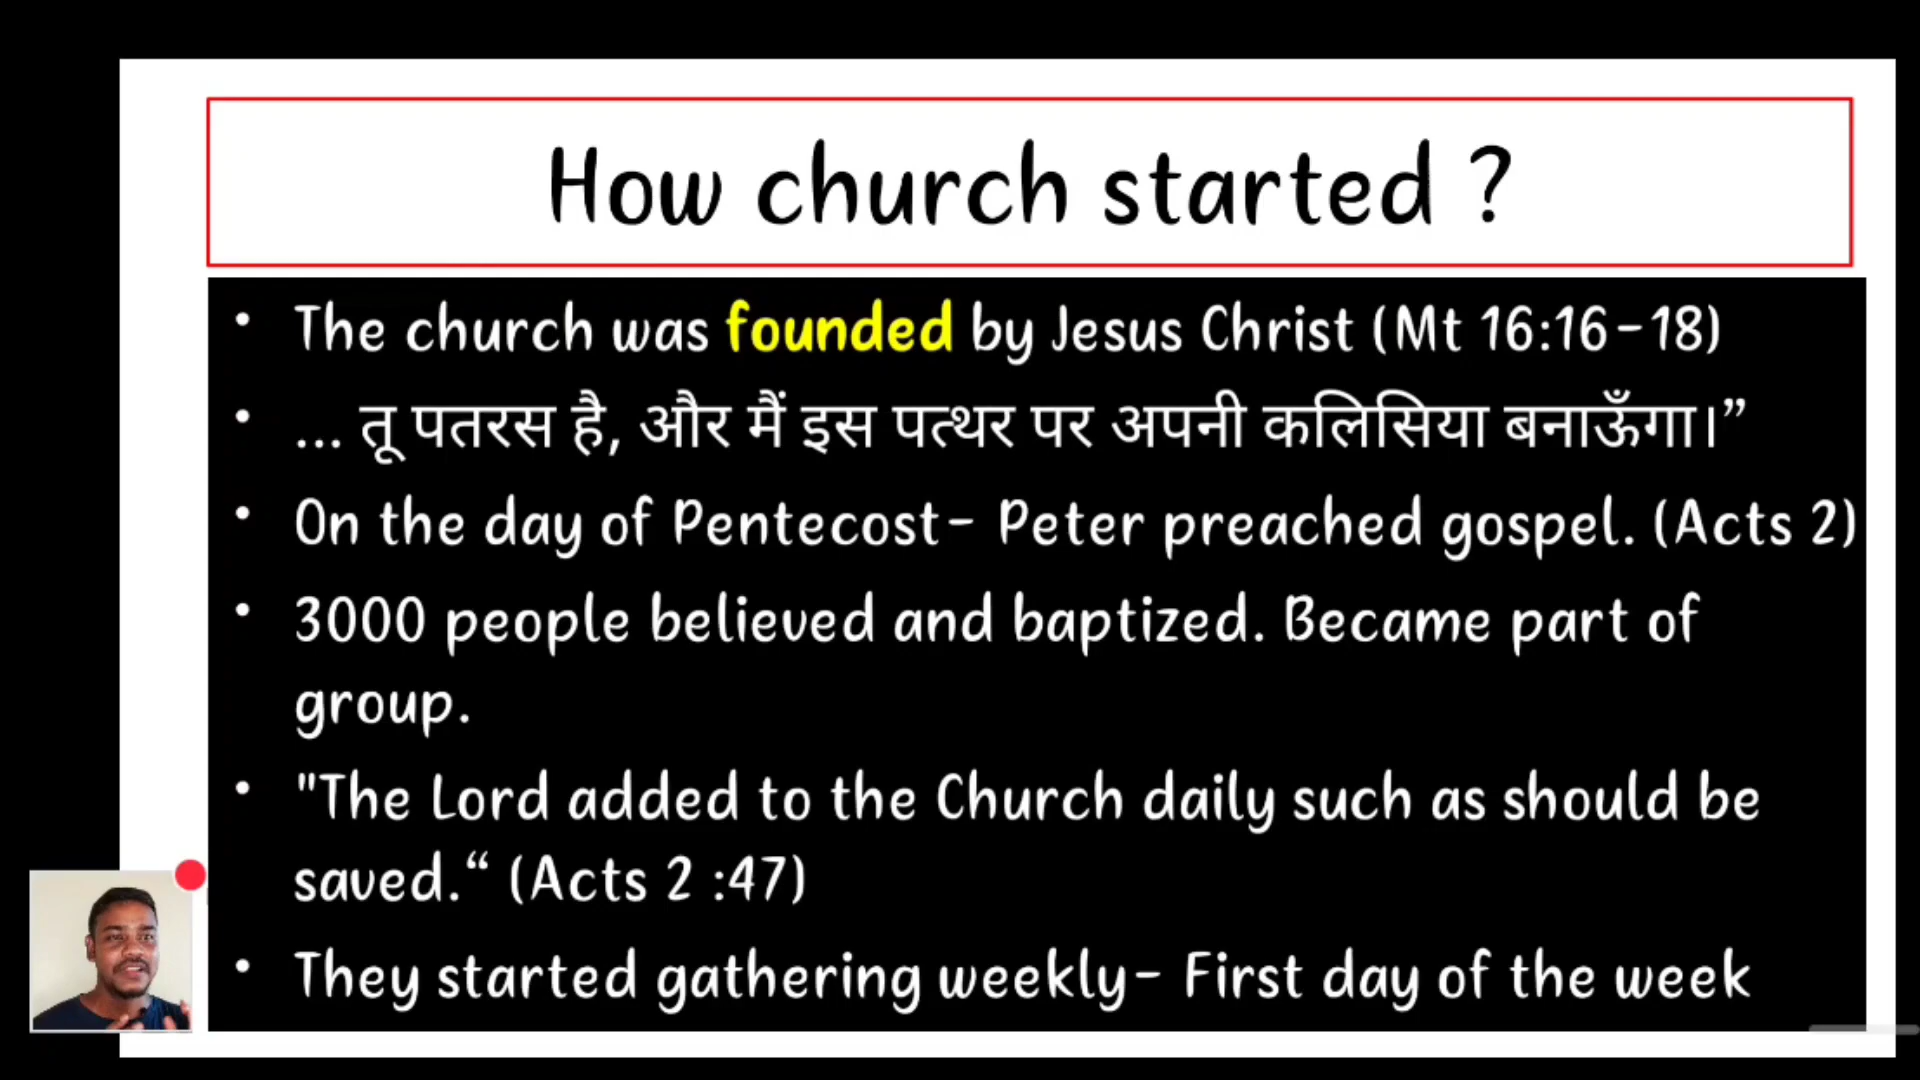 How church started ?
• The church was founded by Jesus Christ (Mt 16:16-18)
• ... तू पतरस है, और मैं इस पत्थर पर अपनी कलिसिया बनाऊँगा।”
• On the day of Pentecost- Peter preached gospel. (Acts 2)
• 3000 people believed and baptized. Became part of
group.
• "The Lord added to the Church daily such as should be
saved.“ (Acts 2 :47)
• They started gathering weekly- First day of the week